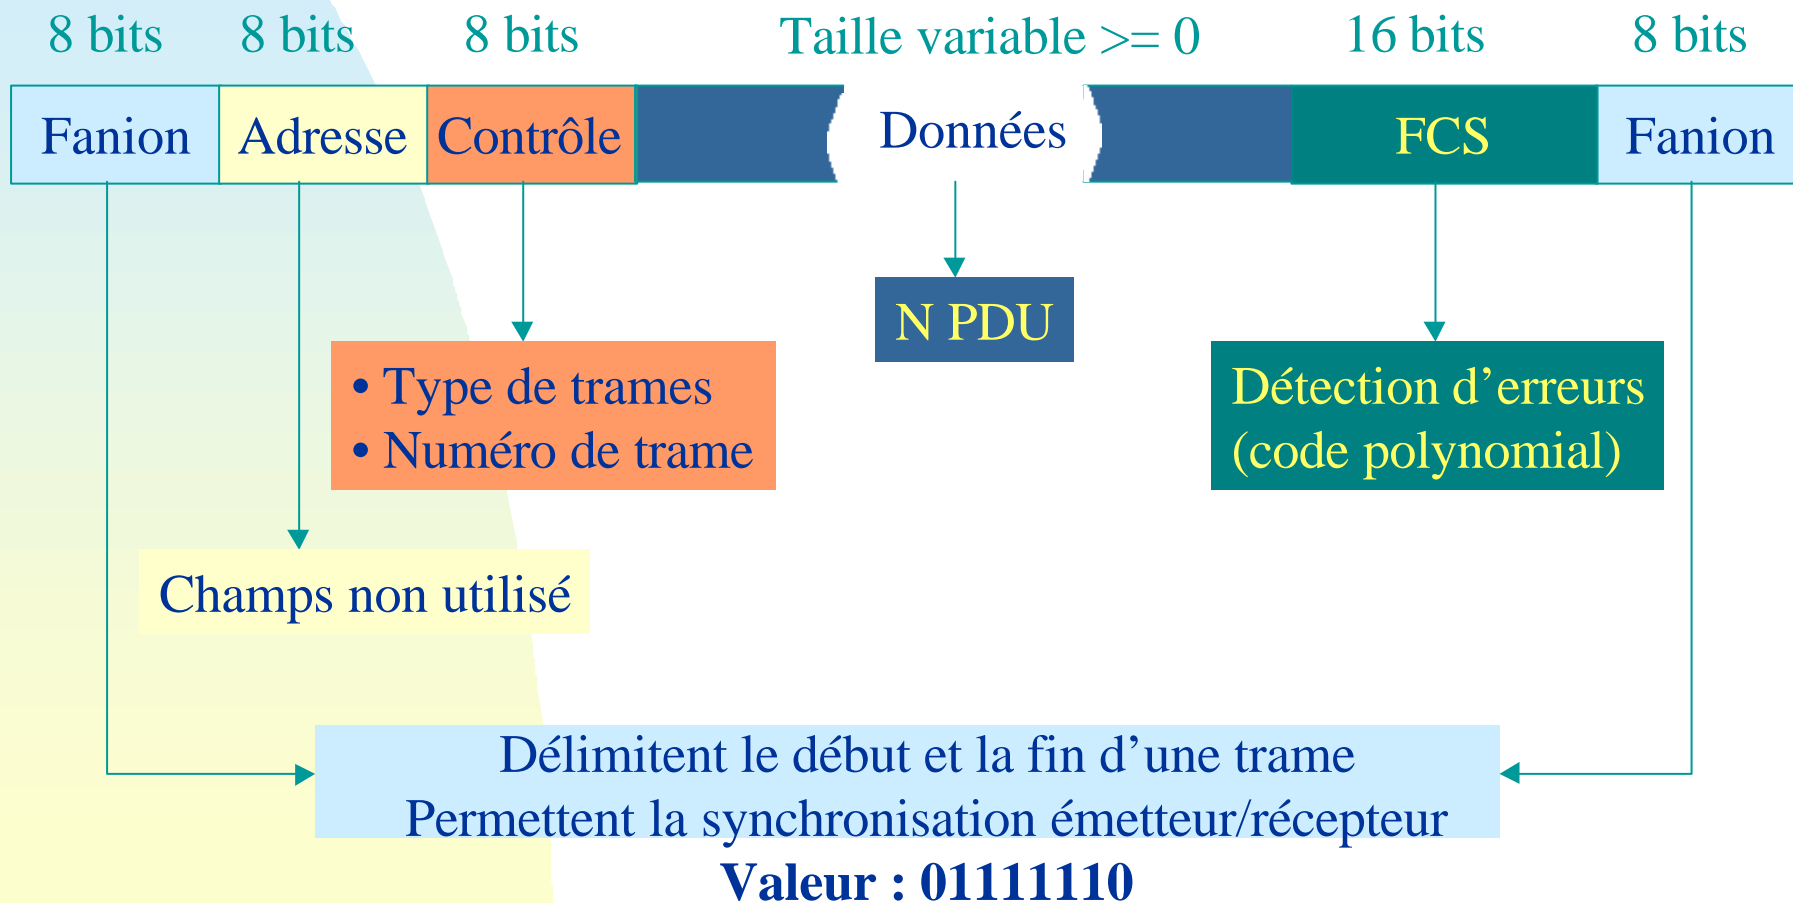 8 bits 8 bits 8 bits Taille variable >= 0 16 bits 8 bits
Fanion Adresse Contrôle Données FCS Fanion
N PDU
• Type de trames
• Numéro de trame
Détection d’erreurs
(code polynomial)
Champs non utilisé
Délimitent le début et la fin d’une trame
Permettent la synchronisation émetteur/récepteur
Valeur : 01111110